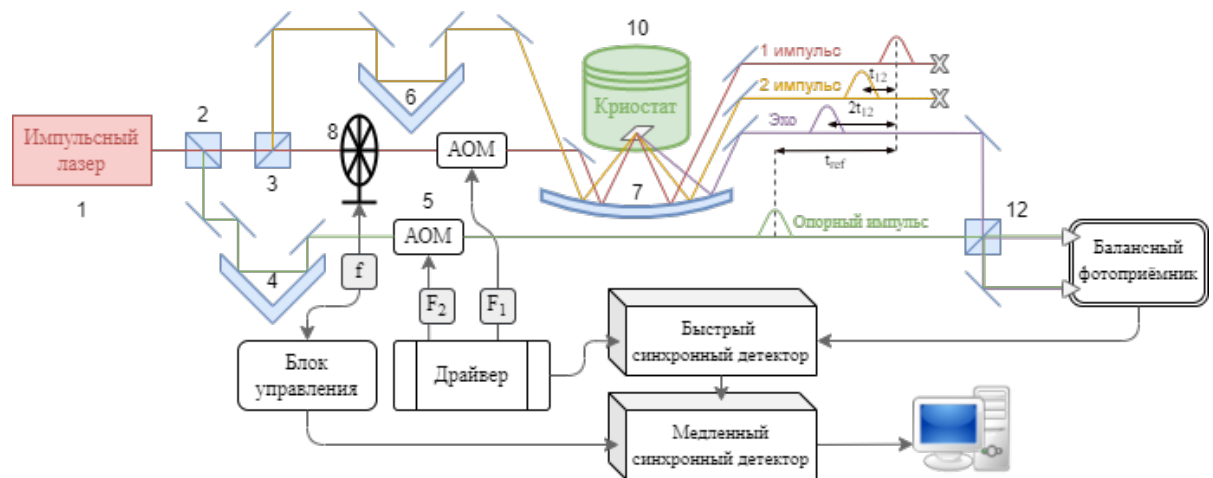 10
1 импульс
t12
2 импульс
2t12
Эхо
tref
Криостат
6
2
8
Импульсный
лазер
АОМ
3
7
1
5
АОМ
Опорный импульс
12
4
f
F2
F1
Балансный
фотоприёмник
Быстрый
синхронный детектор
Блок
управления
Драйвер
Медленный
синхронный детектор